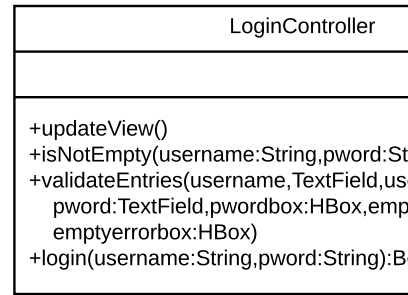 LoginController
+updateView()
+isNotEmpty(username:String,pword:St
+validateEntries(username,TextField,us
pword:TextField,pwordbox:HBox,emp
emptyerrorbox:HBox)
+login(username:String,pword:String):B